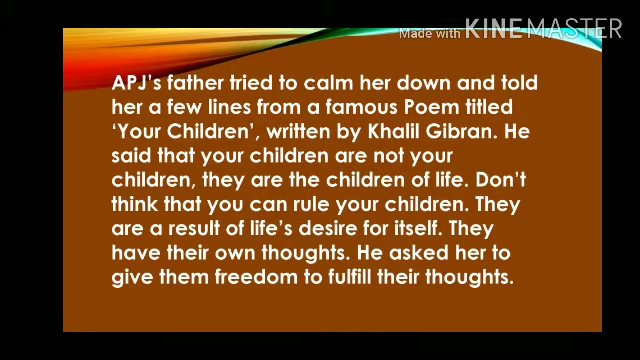 Made with KINEMASTER
APJ's father tried to calm her down and told
her a few lines from a famous Poem titled
‘Your Children’, written by Khalil Gibran. He
said that your children are not your
children, they are the children of life. Don't
think that you can rule your children. They
are a result of life's desire for itself. They
have their own thoughts. He asked her to
give them freedom to fulfill their thoughts.